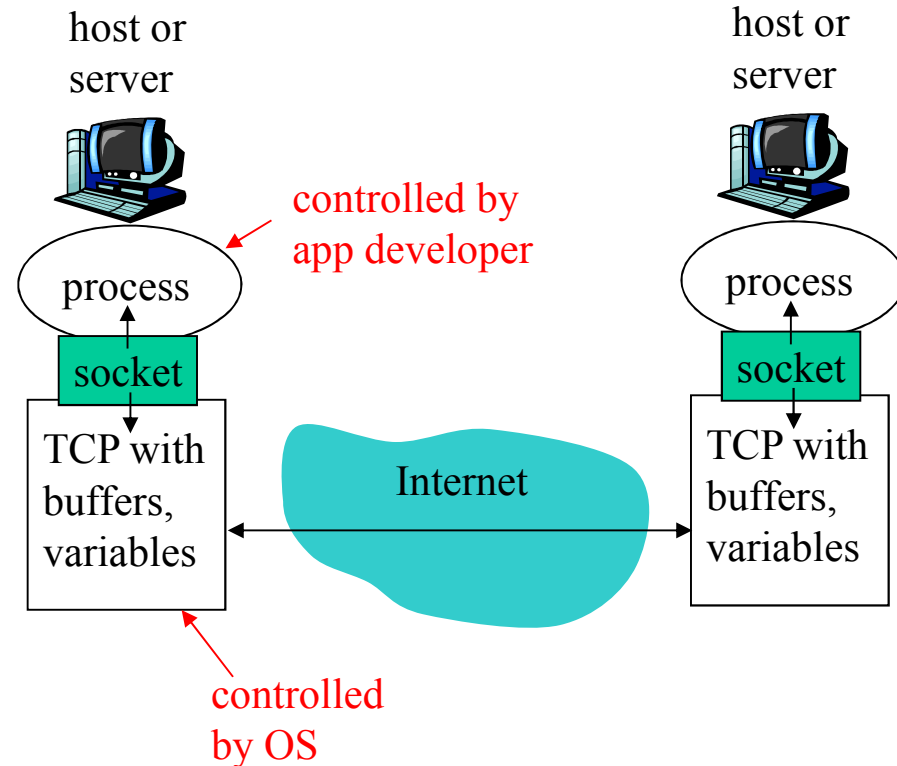 host or
server
host or
server
controlled by
app developer
process
process
socket
socket
TCP with
buffers,
variables
Internet
TCP with
buffers,
variables
controlled
by OS